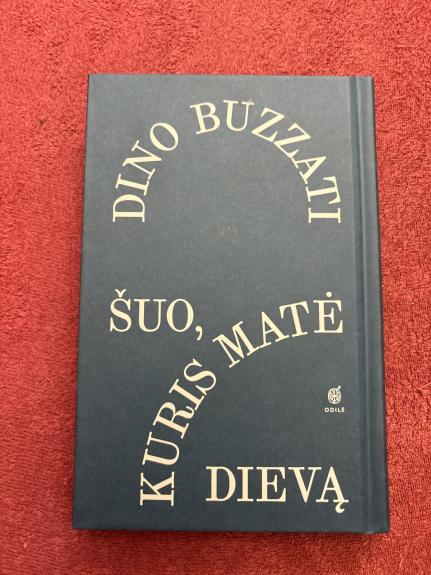 DINO BUZZATI
ŠUO,
KURIS MATĖ
DIEVĄ
ODILĖ